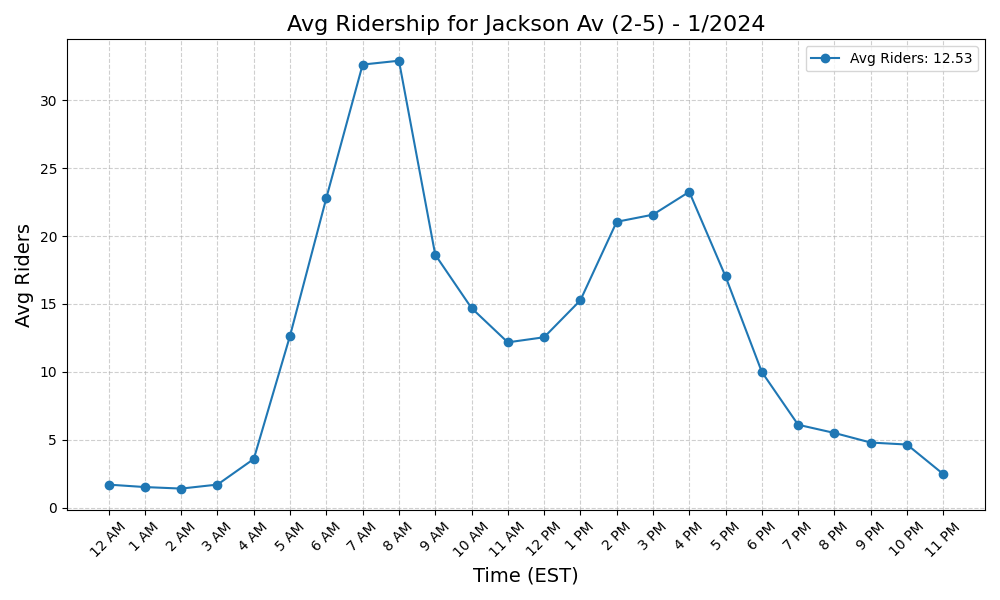 Avg Ridership for Jackson Av (2-5) - 1/2024
Avg Riders: 12.53
Avg Riders
30
25
20
15
10
5
0
12 AM
1 AM
2 AM
3 AM
4 AM
5 AM
6 AM
7 AM
8 AM
9 AM
10 AM
11 AM
12 PM
1 PM
2 PM
3 PM
4 PM
5 PM
6 PM
7 PM
8 PM
9 PM
10 PM
11 PM
Time (EST)